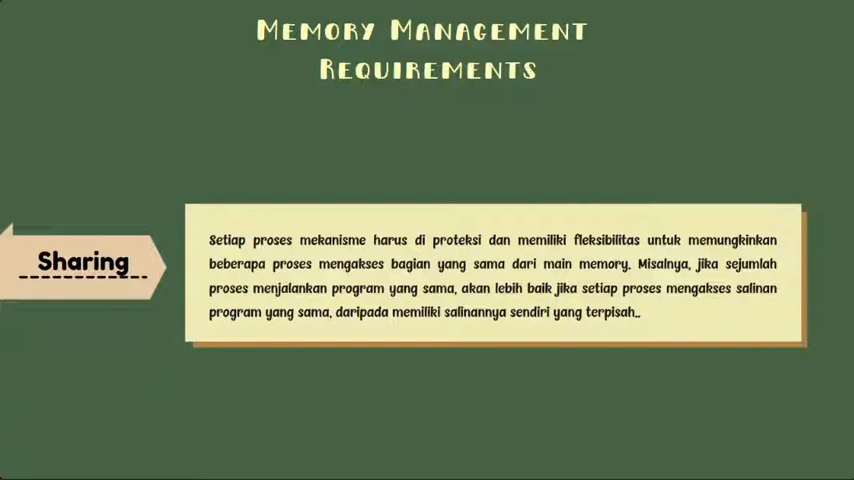 Memory Management
Requirements
Sharing
Setiap proses mekanisme harus di proteksi dan memiliki fleksibilitas untuk memungkinkan
beberapa proses mengakses bagian yang sama dari main memory. Misalnya, jika sejumlah
proses menjalankan program yang sama, akan lebih baik jika setiap proses mengakses salinan
program yang sama, daripada memiliki salinannya sendiri yang terpisah..